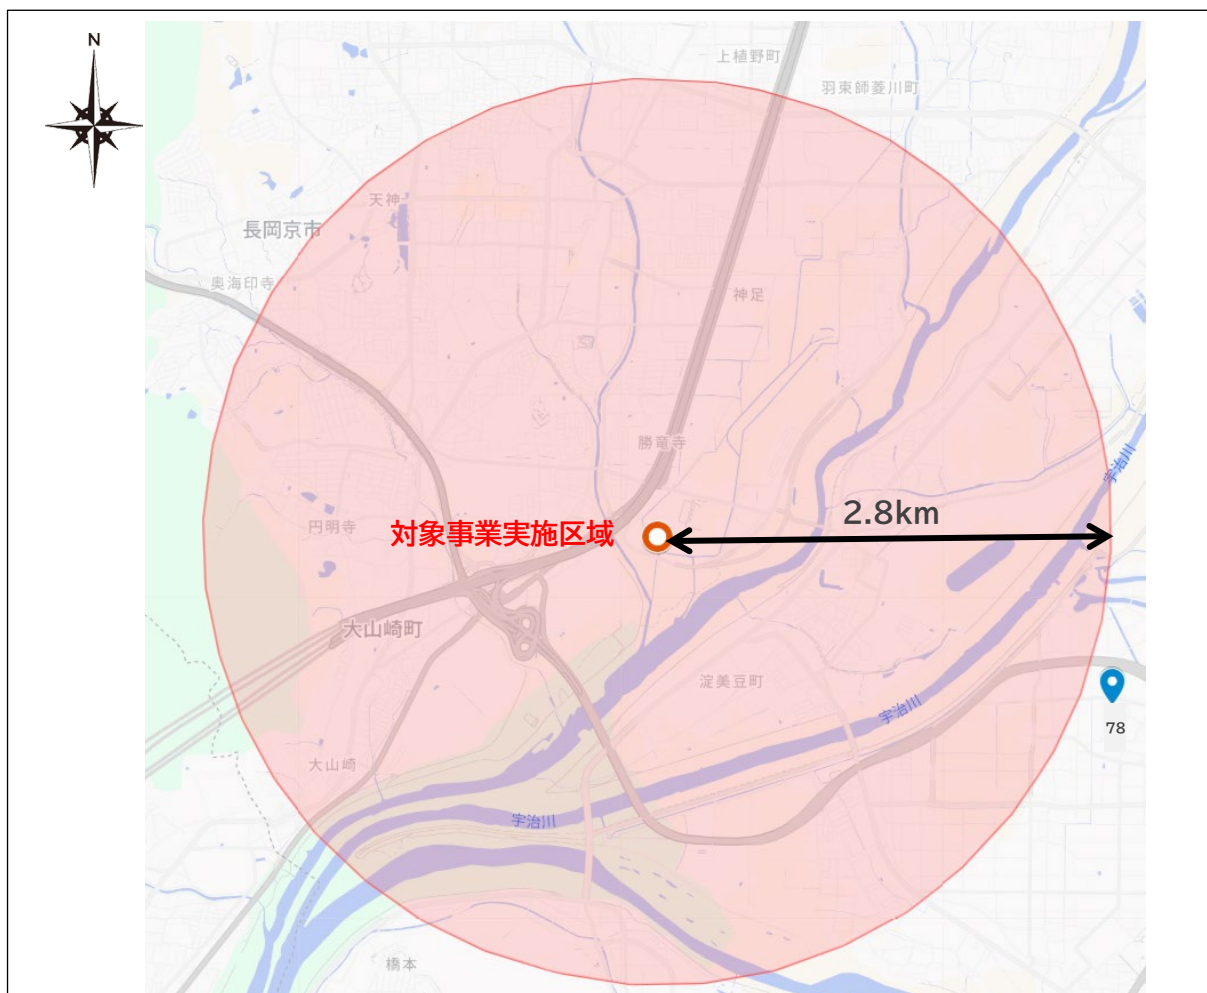 N
上植野町
羽束師菱川町
天神
長岡京市
奥海印寺
神足
勝竜寺
宇治川
2.8km
円明寺
対象事業実施区域
大山崎町
淀美豆町
宇治川
78
大山崎
宇治川
橋本